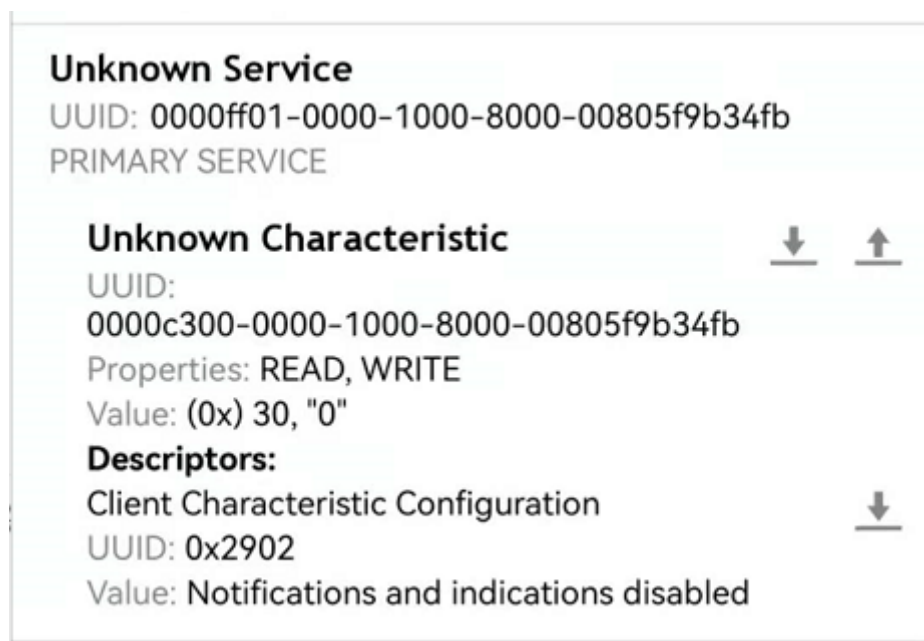 Unknown Service
UUID: 0000ff01-0000-1000-8000-00805f9b34fb
PRIMARY SERVICE
Unknown Characteristic
UUID:
0000c300-0000-1000-8000-00805f9b34fb
Properties: READ, WRITE
Value: (0x) 30, "0"
Descriptors:
Client Characteristic Configuration
UUID: 0x2902
Value: Notifications and indications disabled